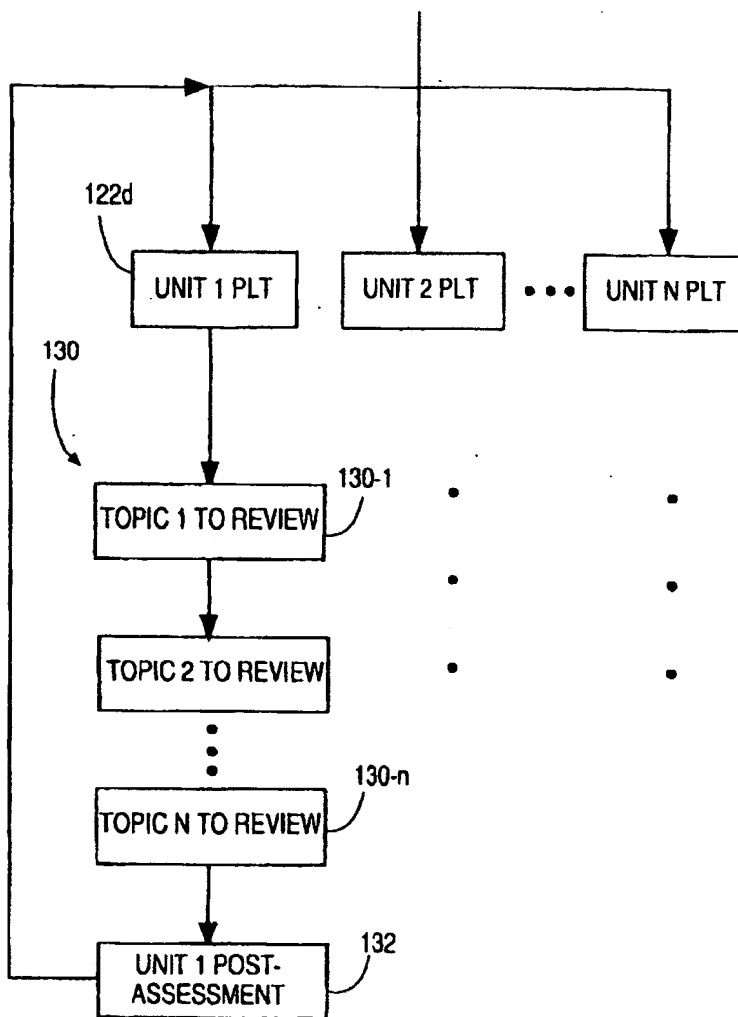 122d
UNIT 1 PLT
UNIT 2 PLT
UNIT N PLT
130
130-1
TOPIC 1 TO REVIEW
TOPIC 2 TO REVIEW
130-n
TOPIC N TO REVIEW
132
UNIT 1 POST-
ASSESSMENT